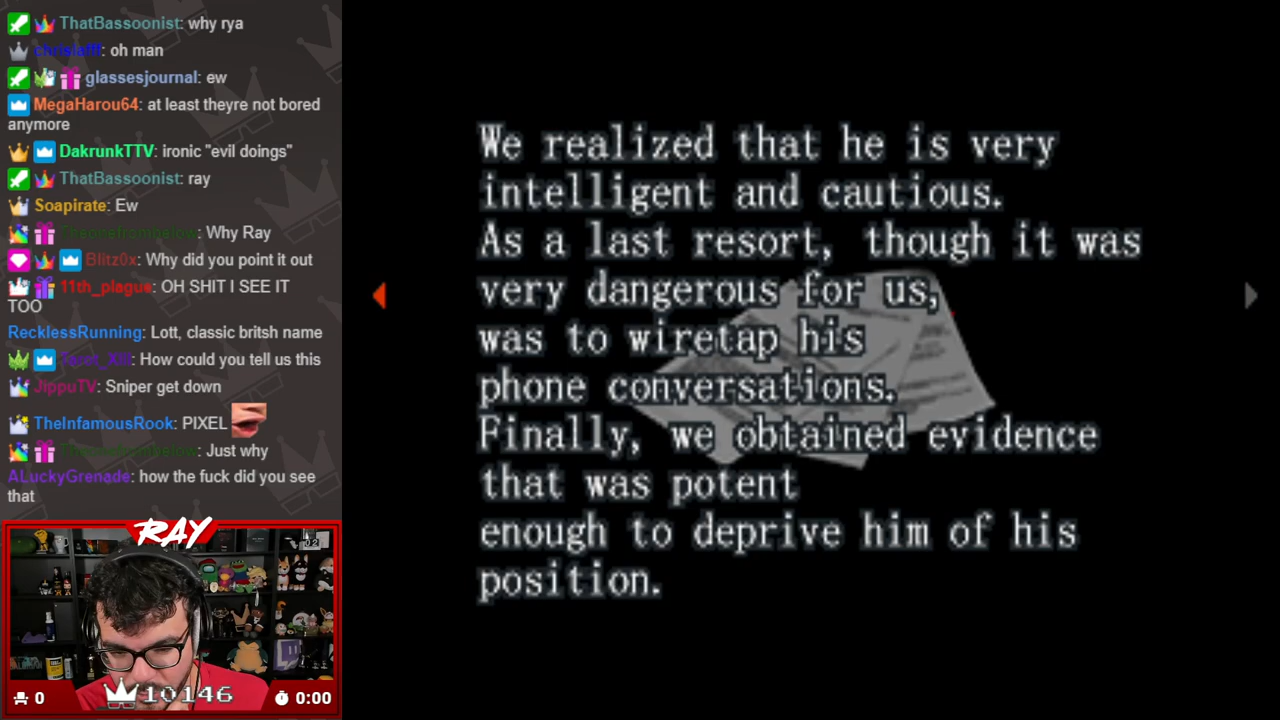 ThatBassoonist: why rya
chrislafff: oh man
glassesjournal: ew
MegaHarou64: at least theyre not bored
anymore
DakrunkTTV: ironic "evil doings"
ThatBassoonist: ray
Soapirate: Ew
Why Ray
Blitz0x: Why did you point it out
11th_plague: OH SHIT I SEE IT
TOO
RecklessRunning: Lott, classic britsh name
Tarot_XIII: How could you tell us this
JippuTV: Sniper get down
TheInfamousRook: PIXEL
Just why
ALuckyGrenade: how the fuck did you see
that
RAY
0
10146
0:00
We realized that he is very
intelligent and cautious.
As a last resort, though it was
very dangerous for us,
was to wiretap his
phone conversations.
Finally, we obtained evidence
that was potent
enough to deprive him of his
position.